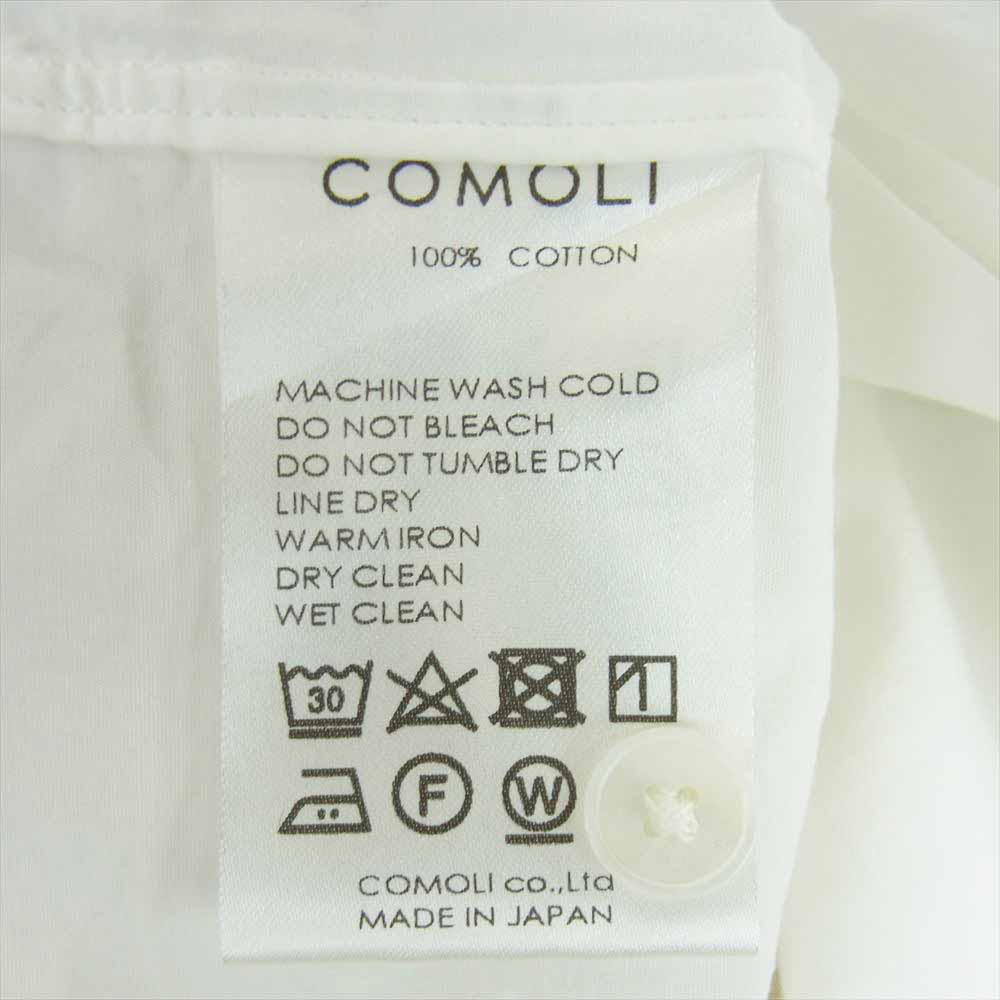 COMOLI
100% COTTON
MACHINE WASH COLD
DO NOT BLEACH
DO NOT TUMBLE DRY
LINE DRY
WARM IRON
DRY CLEAN
WET CLEAN
30
F W
COMOLI co.,Ltd
MADE IN JAPAN